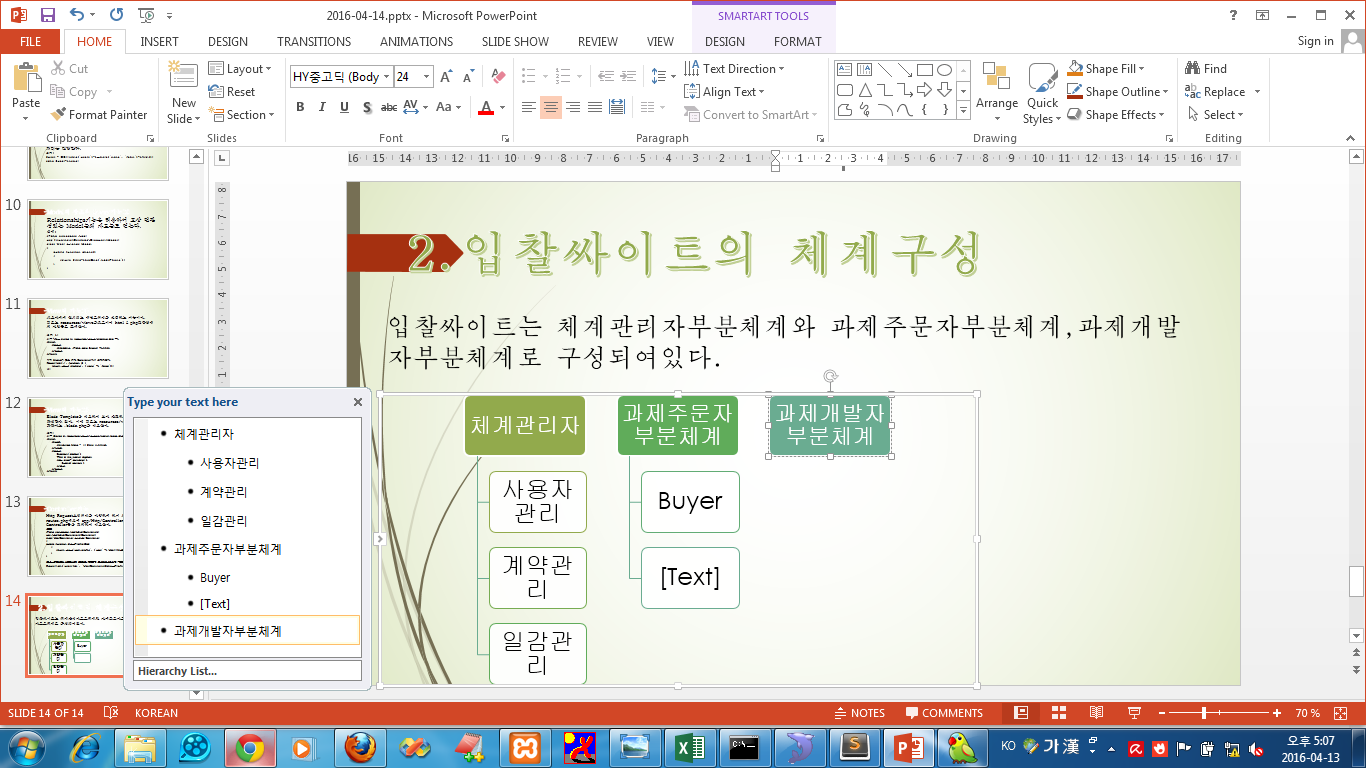 2016-04-14.pptx - Microsoft PowerPoint
SMARTART TOOLS
FILE
HOME
INSERT
DESIGN
TRANSITIONS
ANIMATIONS
SLIDE SHOW
REVIEW
VIEW
DESIGN
FORMAT
Sign in
Paste
Cut
Copy
Format Painter
Clipboard
New Slide
Layout
Reset
Section
Slides
HY중고딕 (Body
24
Font
Text Direction
Align Text
Convert to SmartArt
Paragraph
Arrange
Quick Styles
Shape Fill
Shape Outline
Shape Effects
Drawing
Find
Replace
Select
Editing
16 15 14 13 12 11 10 9 8 7 6 5 4 3 2 1 1 2 3 4 5 6 7 8 9 10 11 12 13 14 15 16 17
10
11
12
13
14
2.입찰싸이트의 체계구성
입찰싸이트는 체계관리자부분체계와 과제주문자부분체계,과제개발
자부분체계로 구성되여있다.
체계관리자
사용자
관리
계약관
리
일감관
리
과제주문자
부분체계
Buyer
[Text]
과제개발자
부분체계
Type your text here
체계관리자
사용자관리
계약관리
일감관리
과제주문자부분체계
Buyer
[Text]
과제개발자부분체계
Hierarchy List...
SLIDE 14 OF 14
KOREAN
NOTES
COMMENTS
70 %
KO
가 漢
오후 5:07
2016-04-13